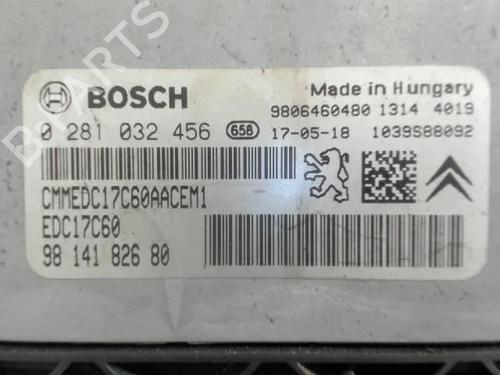 BOSCH
Made in Hungary
9806460480 1314 4019
0 281 032 456 658 17-05-18 1039S88092
CMMEDC17C60AACEM1
EDC17C60
98 141 826 80
B-PARTS